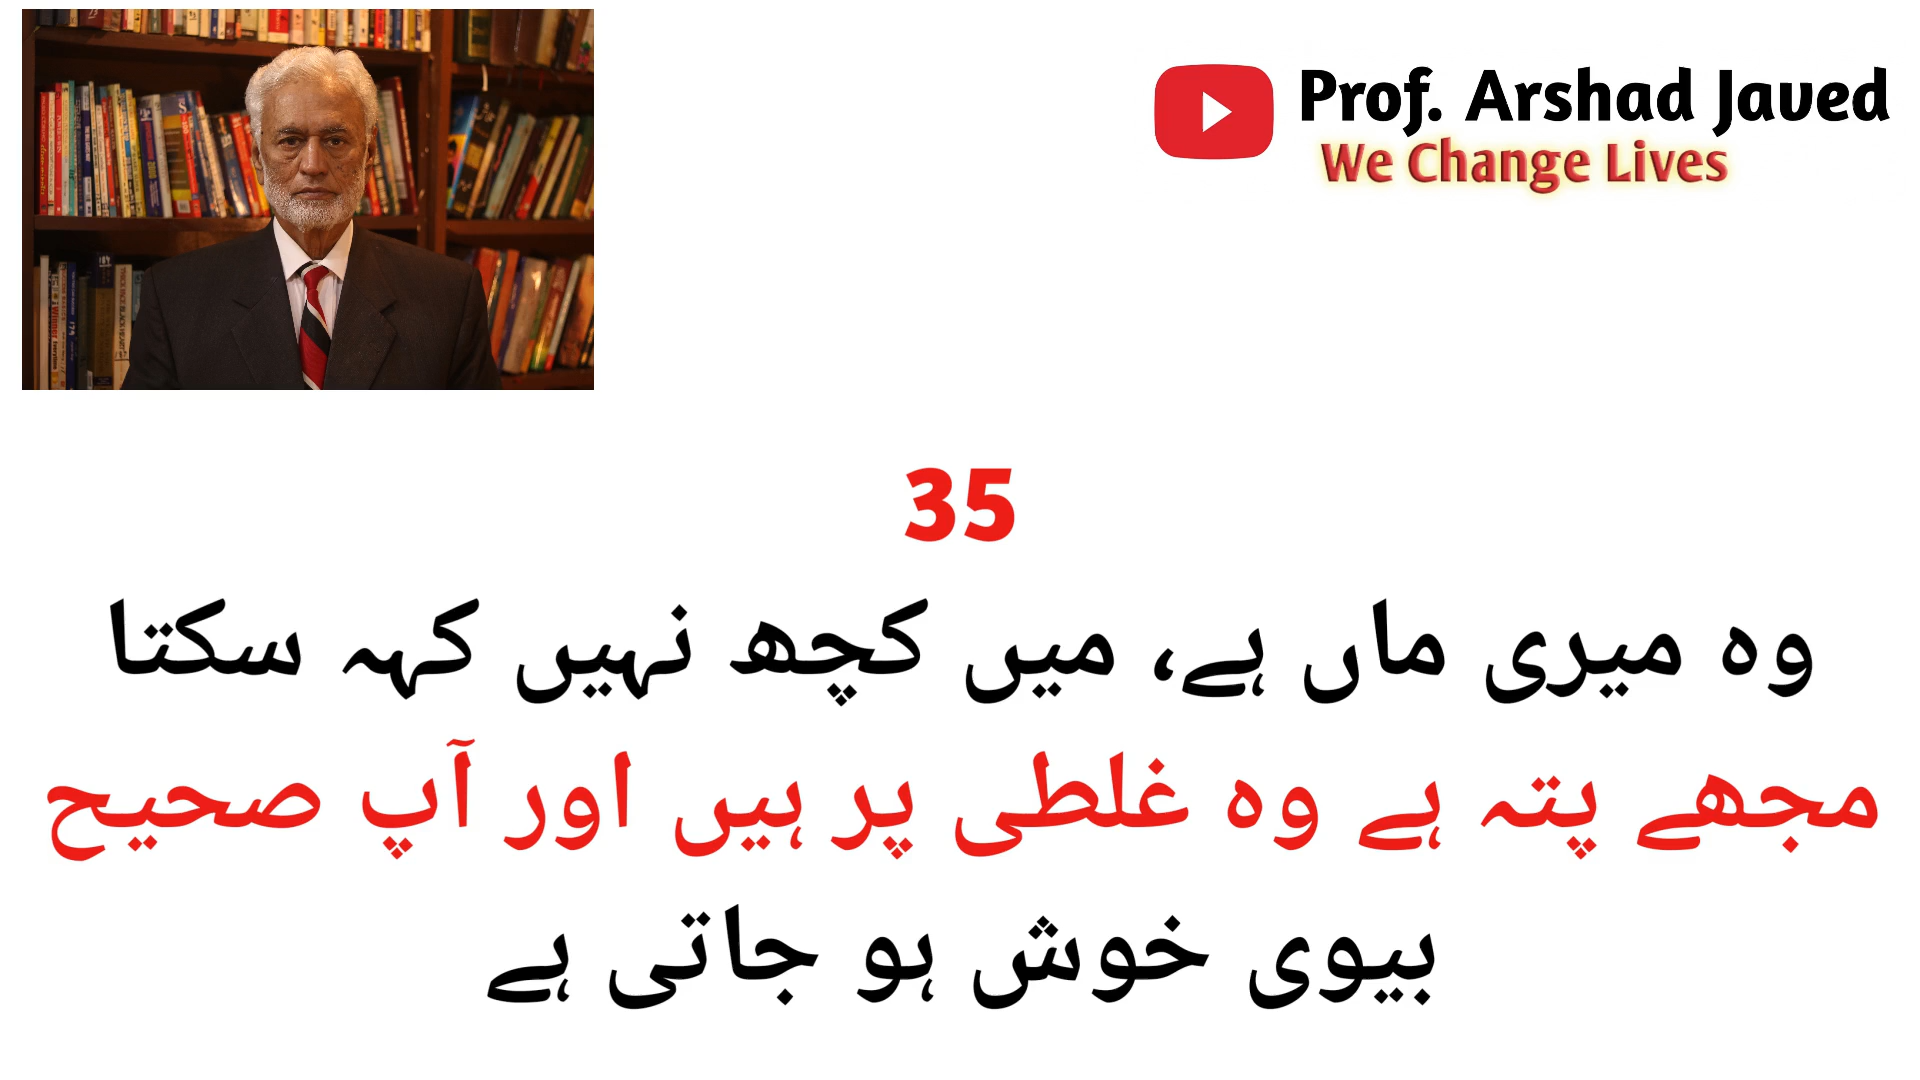 Prof. Arshad Javed
We Change Lives
35
وہ میری ماں ہے، میں کچھ نہیں کہہ سکتا
مجھے پتہ ہے وہ غلطی پر ہیں اور آپ صحیح
بیوی خوش ہو جاتی ہے